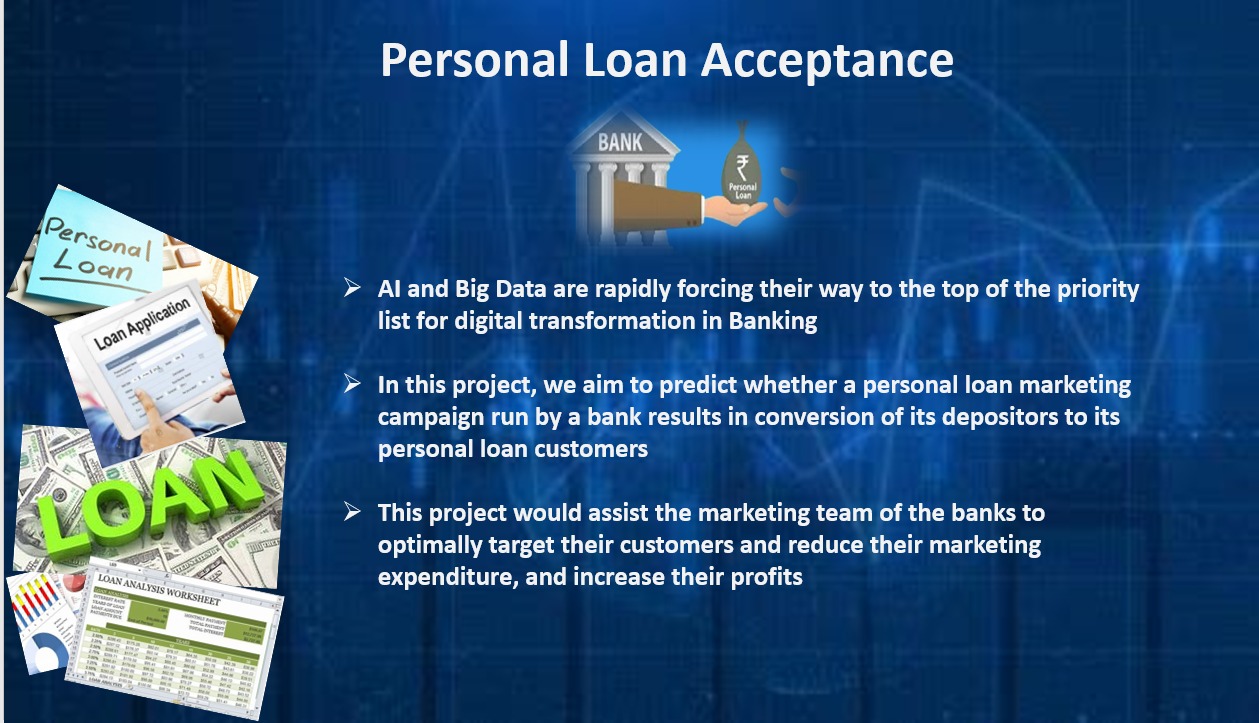 Personal Loan Acceptance
BANK
₹
Personal
Loan
Personal
Loan
Loan Application
LOAN
LOAN ANALYSIS WORKSHEET
➢ AI and Big Data are rapidly forcing their way to the top of the priority
list for digital transformation in Banking
➢ In this project, we aim to predict whether a personal loan marketing
campaign run by a bank results in conversion of its depositors to its
personal loan customers
➢ This project would assist the marketing team of the banks to
optimally target their customers and reduce their marketing
expenditure, and increase their profits